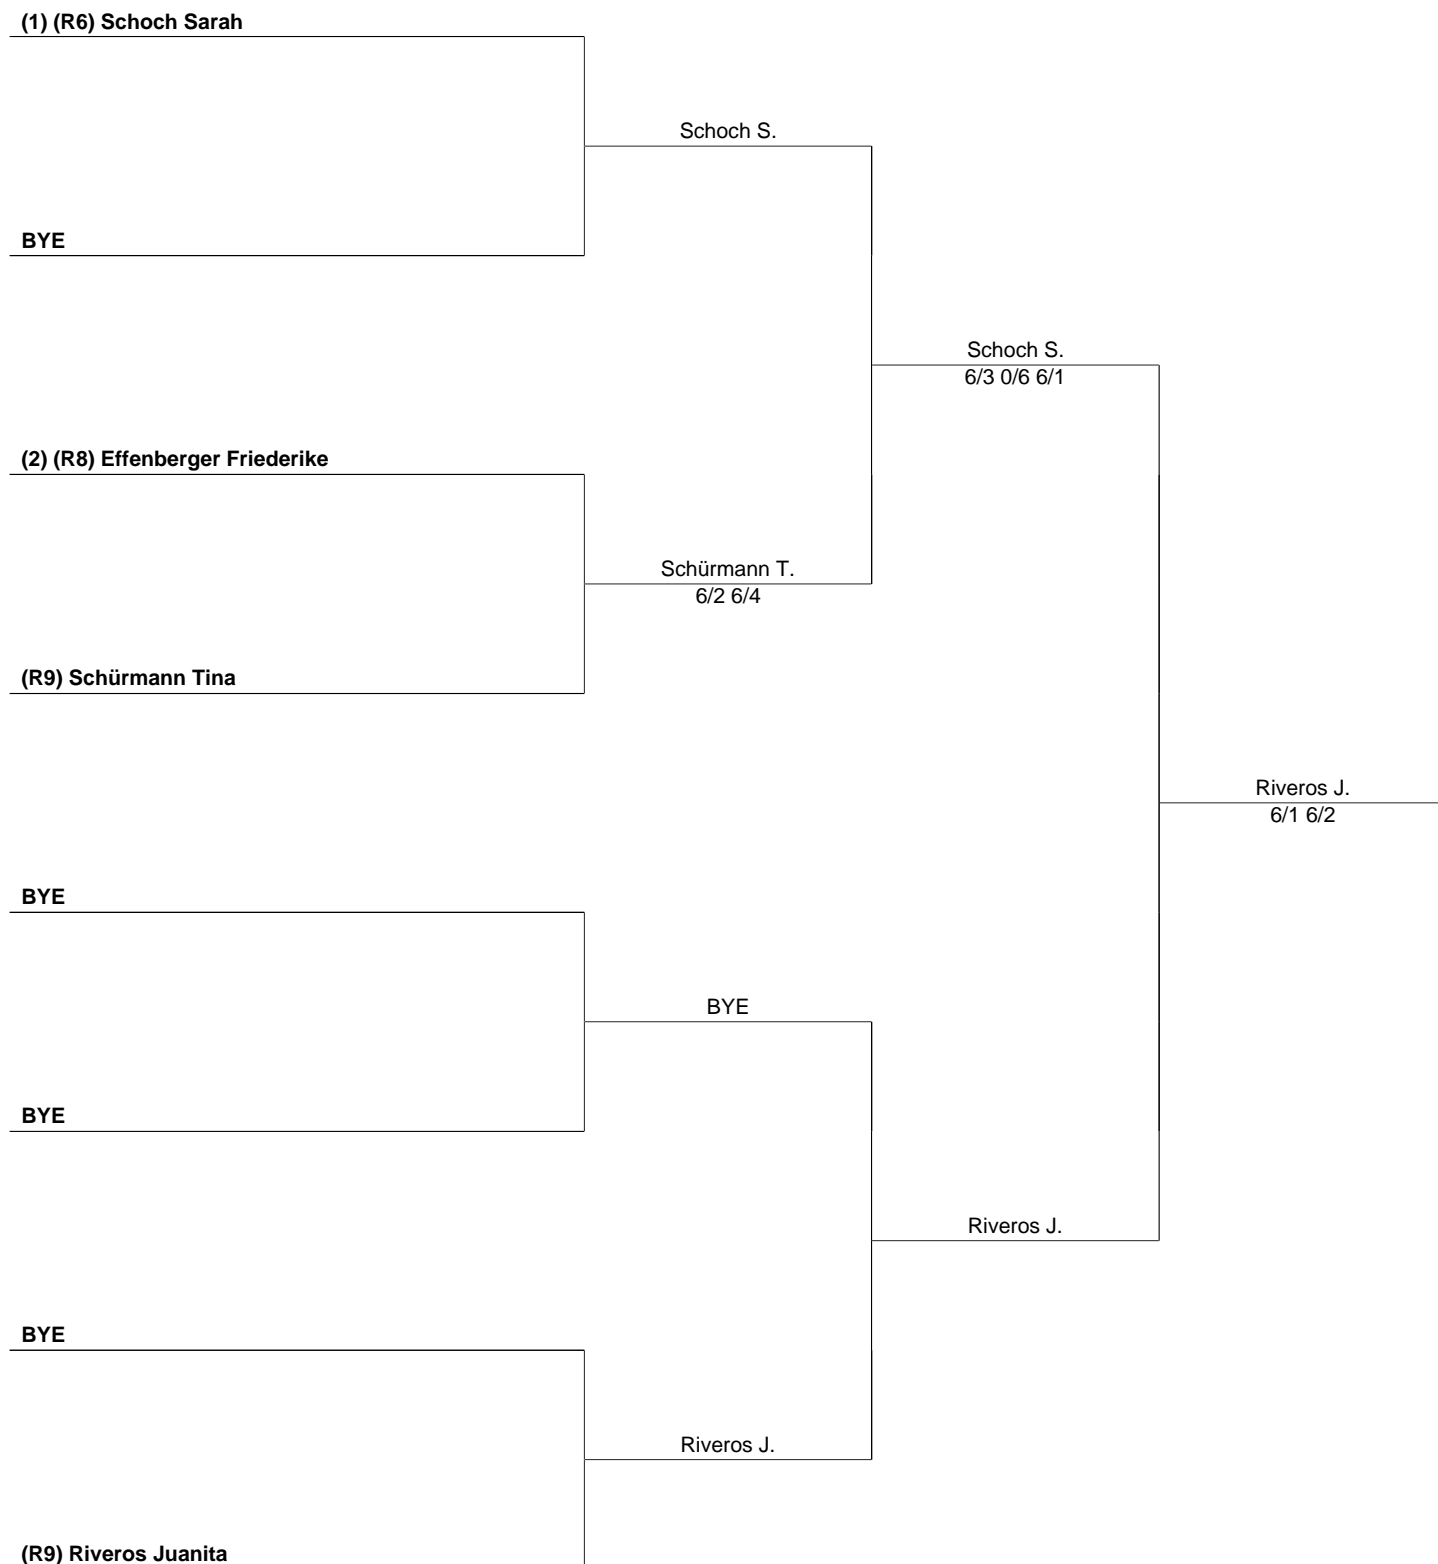 (1) (R6) Schoch Sarah
Schoch S.
BYE
Schoch S.
6/3 0/6 6/1
(2) (R8) Effenberger Friederike
Schürmann T.
6/2 6/4
(R9) Schürmann Tina
Riveros J.
6/1 6/2
BYE
BYE
BYE
Riveros J.
BYE
Riveros J.
(R9) Riveros Juanita